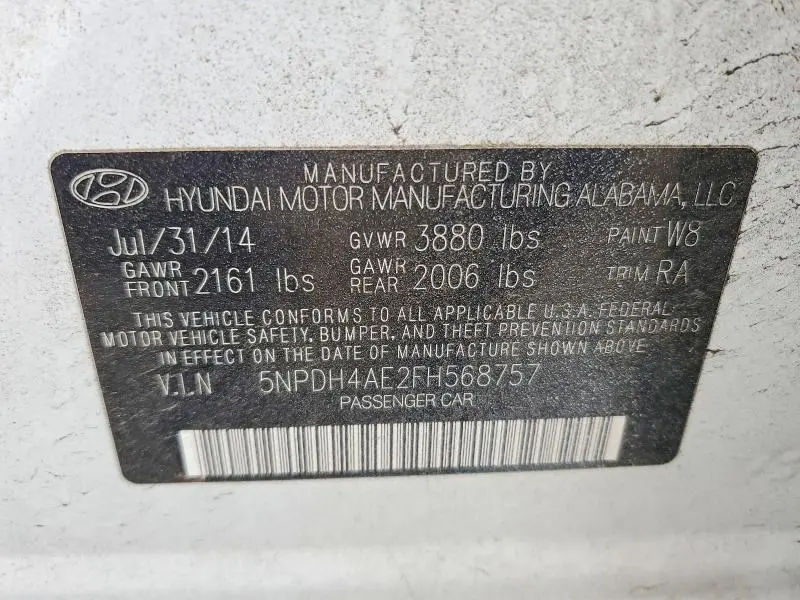 MANUFACTURED BY
HYUNDAI MOTOR MANUFACTURING ALABAMA, LLC
Jul/31/14 GVWR 3880 lbs PAINT W8
GAWR FRONT 2161 lbs GAWR REAR 2006 lbs TRIM RA
THIS VEHICLE CONFORMS TO ALL APPLICABLE U.S.A. FEDERAL
MOTOR VEHICLE SAFETY, BUMPER, AND THEFT PREVENTION STANDARDS
IN EFFECT ON THE DATE OF MANUFACTURE SHOWN ABOVE.
V.I.N 5NPDH4AE2FH568757
PASSENGER CAR